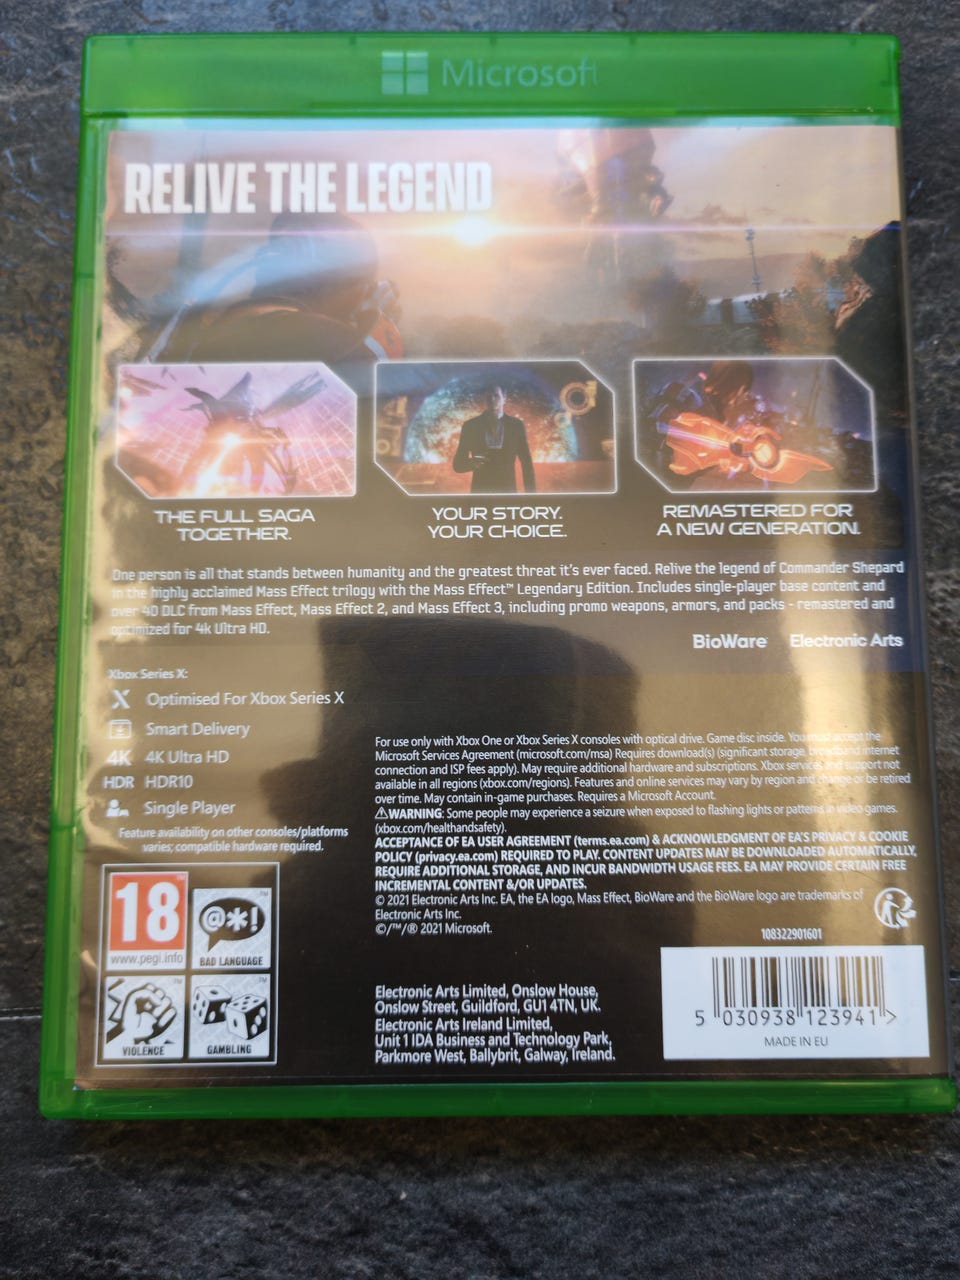 Microsoft
RELIVE THE LEGEND
THE FULL SAGA
TOGETHER.
YOUR STORY.
YOUR CHOICE.
REMASTERED FOR
A NEW GENERATION.
One person is all that stands between humanity and the greatest threat it's ever faced. Relive the legend of Commander Shepard
in the highly acclaimed Mass Effect trilogy with the Mass Effect™ Legendary Edition. Includes single-player base content and
over 40 DLC from Mass Effect, Mass Effect 2, and Mass Effect 3, including promo weapons, armors, and packs - remastered and
optimized for 4k Ultra HD.
BioWare Electronic Arts
Xbox Series X:
X Optimised For Xbox Series X
Smart Delivery
4K 4K Ultra HD
HDR HDR10
Single Player
Feature availability on other consoles/platforms
varies; compatible hardware required.
For use only with Xbox One or Xbox Series X consoles with optical drive. Game disc inside. You must accept the
Microsoft Services Agreement (microsoft.com/msa) Requires download(s) (significant storage, broadband internet
connection and ISP fees apply). May require additional hardware and subscriptions. Xbox services and support not
available in all regions (xbox.com/regions). Features and online services may vary by region and change or be retired
over time. May contain in-game purchases. Requires a Microsoft Account.
⚠WARNING: Some people may experience a seizure when exposed to flashing lights or patterns in video games.
(xbox.com/healthandsafety).
ACCEPTANCE OF EA USER AGREEMENT (terms.ea.com) & ACKNOWLEDGMENT OF EA'S PRIVACY & COOKIE
POLICY (privacy.ea.com) REQUIRED TO PLAY. CONTENT UPDATES MAY BE DOWNLOADED AUTOMATICALLY,
REQUIRE ADDITIONAL STORAGE, AND INCUR BANDWIDTH USAGE FEES. EA MAY PROVIDE CERTAIN FREE
INCREMENTAL CONTENT &/OR UPDATES.
© 2021 Electronic Arts Inc. EA, the EA logo, Mass Effect, BioWare and the BioWare logo are trademarks of
Electronic Arts Inc.
©/™/® 2021 Microsoft.
18
www.pegi.info
@*!
BAD LANGUAGE
VIOLENCE
GAMBLING
Electronic Arts Limited, Onslow House,
Onslow Street, Guildford, GU1 4TN, UK.
Electronic Arts Ireland Limited,
Unit 1 IDA Business and Technology Park,
Parkmore West, Ballybrit, Galway, Ireland.
108322901601
5 030938 123941 >
MADE IN EU